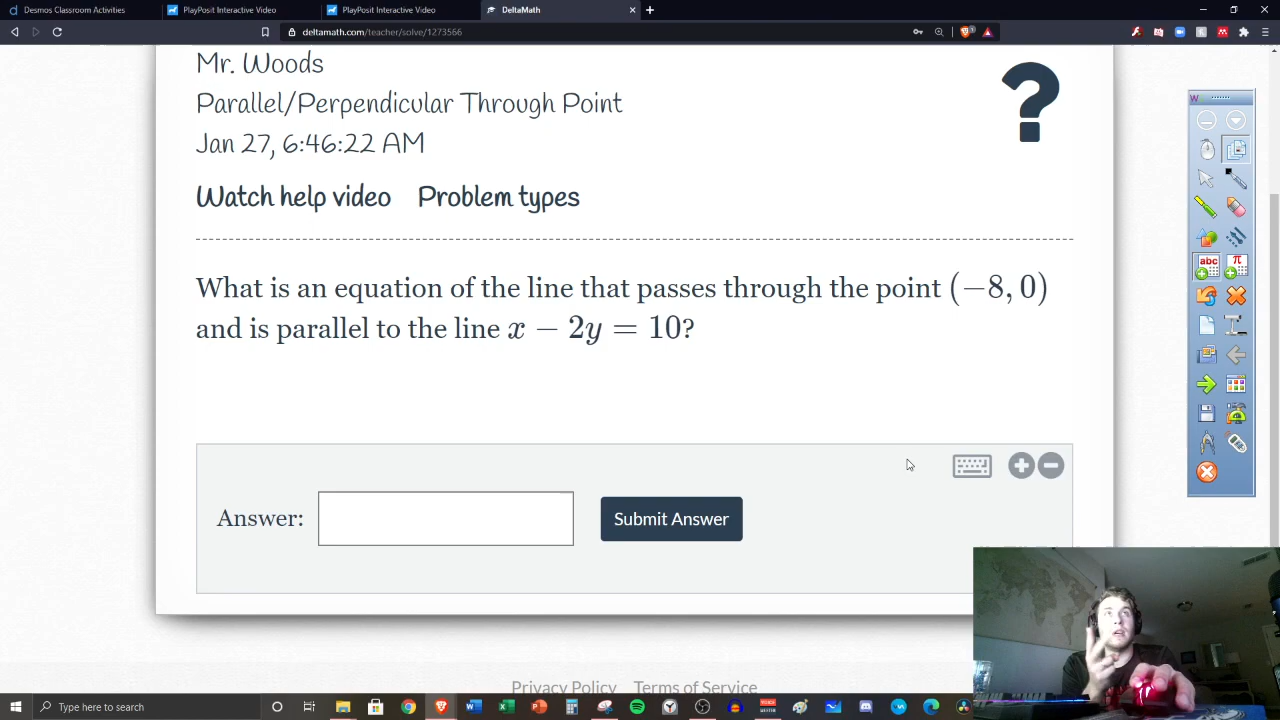 Desmos Classroom Activities
PlayPosit Interactive Video
PlayPosit Interactive Video
DeltaMath
deltamath.com/teacher/solve/1273566
Mr. Woods
Parallel/Perpendicular Through Point
Jan 27, 6:46:22 AM
?
Watch help video Problem types
What is an equation of the line that passes through the point (−8, 0)
and is parallel to the line x − 2y = 10?
Answer:
Submit Answer
Privacy Policy Terms of Service
Type here to search
W
abc
π